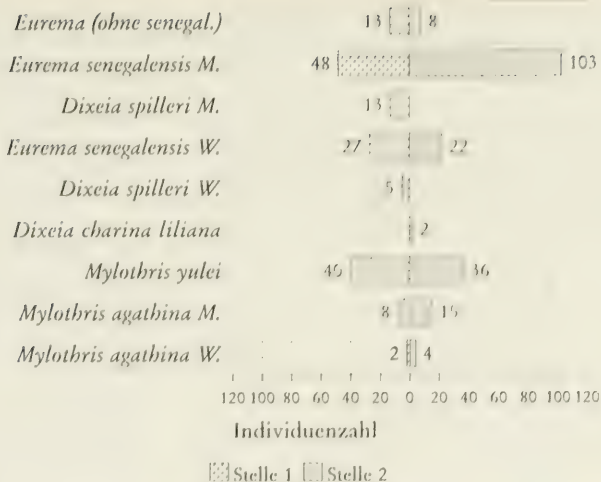 Eurema (ohne senegal.) 13 8
Eurema senegalensis M. 48 103
Dixeia spilleri M. 13
Eurema senegalensis W. 27 22
Dixeia spilleri W. 5
Dixeia charina liliana 2
Mylothris yulei 36
Mylothris agathina M. 8
Mylothris agathina W. 2 4
120 100 80 60 40 20 0 20 40 60 80 100 120
Individuenzahl
Stelle 1 Stelle 2